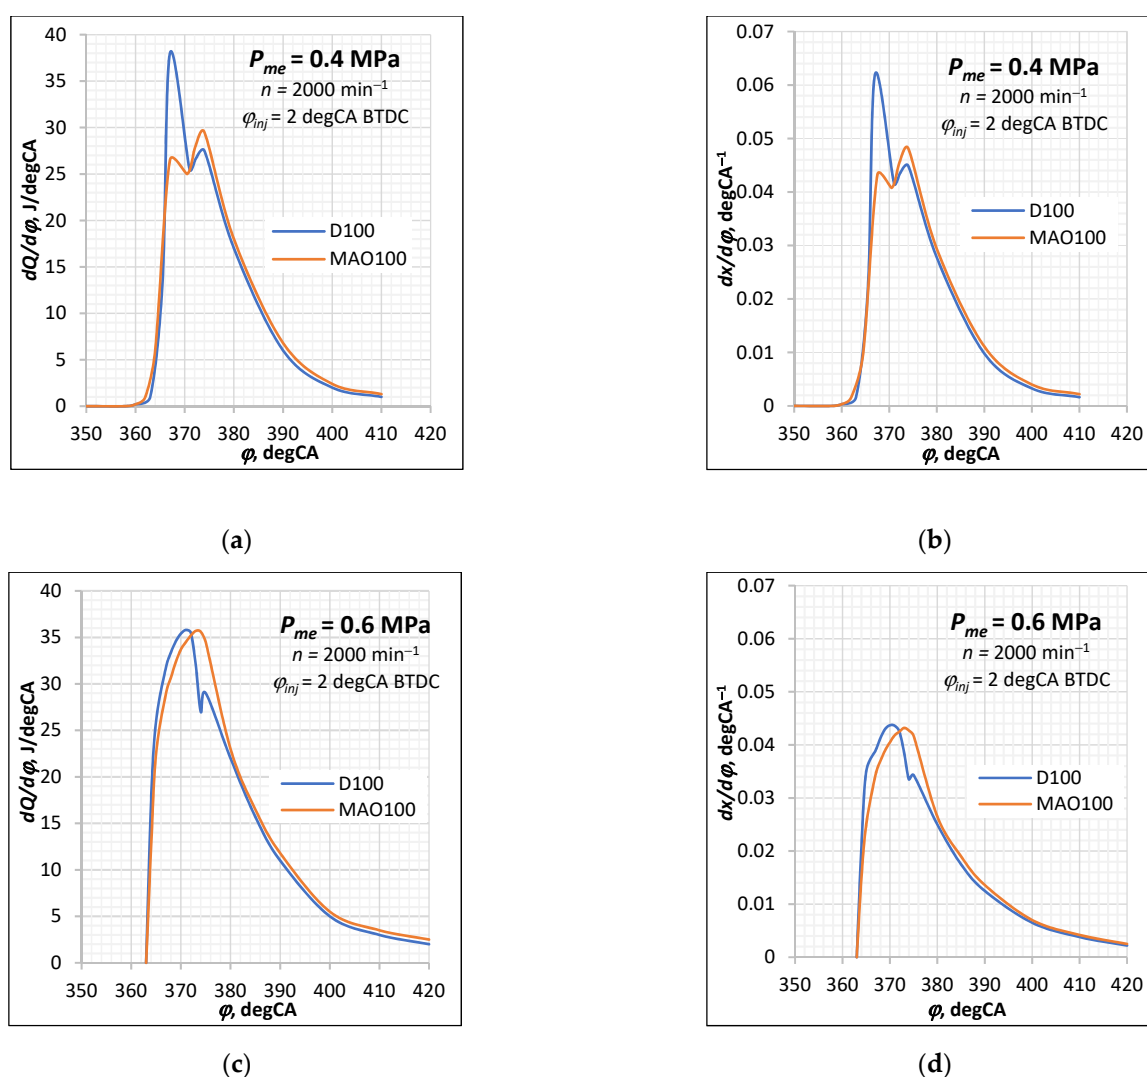 40
35
30
25
20
15
10
5
0
dQ/dφ, J/degCA
P_me = 0.4 MPa
n = 2000 min⁻¹
φ_inj = 2 degCA BTDC
D100
MAO100
350 360 370 380 390 400 410 420
φ, degCA
(a)
0.07
0.06
0.05
0.04
0.03
0.02
0.01
0
dx/dφ, degCA⁻¹
P_me = 0.4 MPa
n = 2000 min⁻¹
φ_inj = 2 degCA BTDC
D100
MAO100
350 360 370 380 390 400 410 420
φ, degCA
(b)
40
35
30
25
20
15
10
5
0
dQ/dφ, J/degCA
P_me = 0.6 MPa
n = 2000 min⁻¹
φ_inj = 2 degCA BTDC
D100
MAO100
350 360 370 380 390 400 410 420
φ, degCA
(c)
0.07
0.06
0.05
0.04
0.03
0.02
0.01
0
dx/dφ, degCA⁻¹
P_me = 0.6 MPa
n = 2000 min⁻¹
φ_inj = 2 degCA BTDC
D100
MAO100
350 360 370 380 390 400 410 420
φ, degCA
(d)